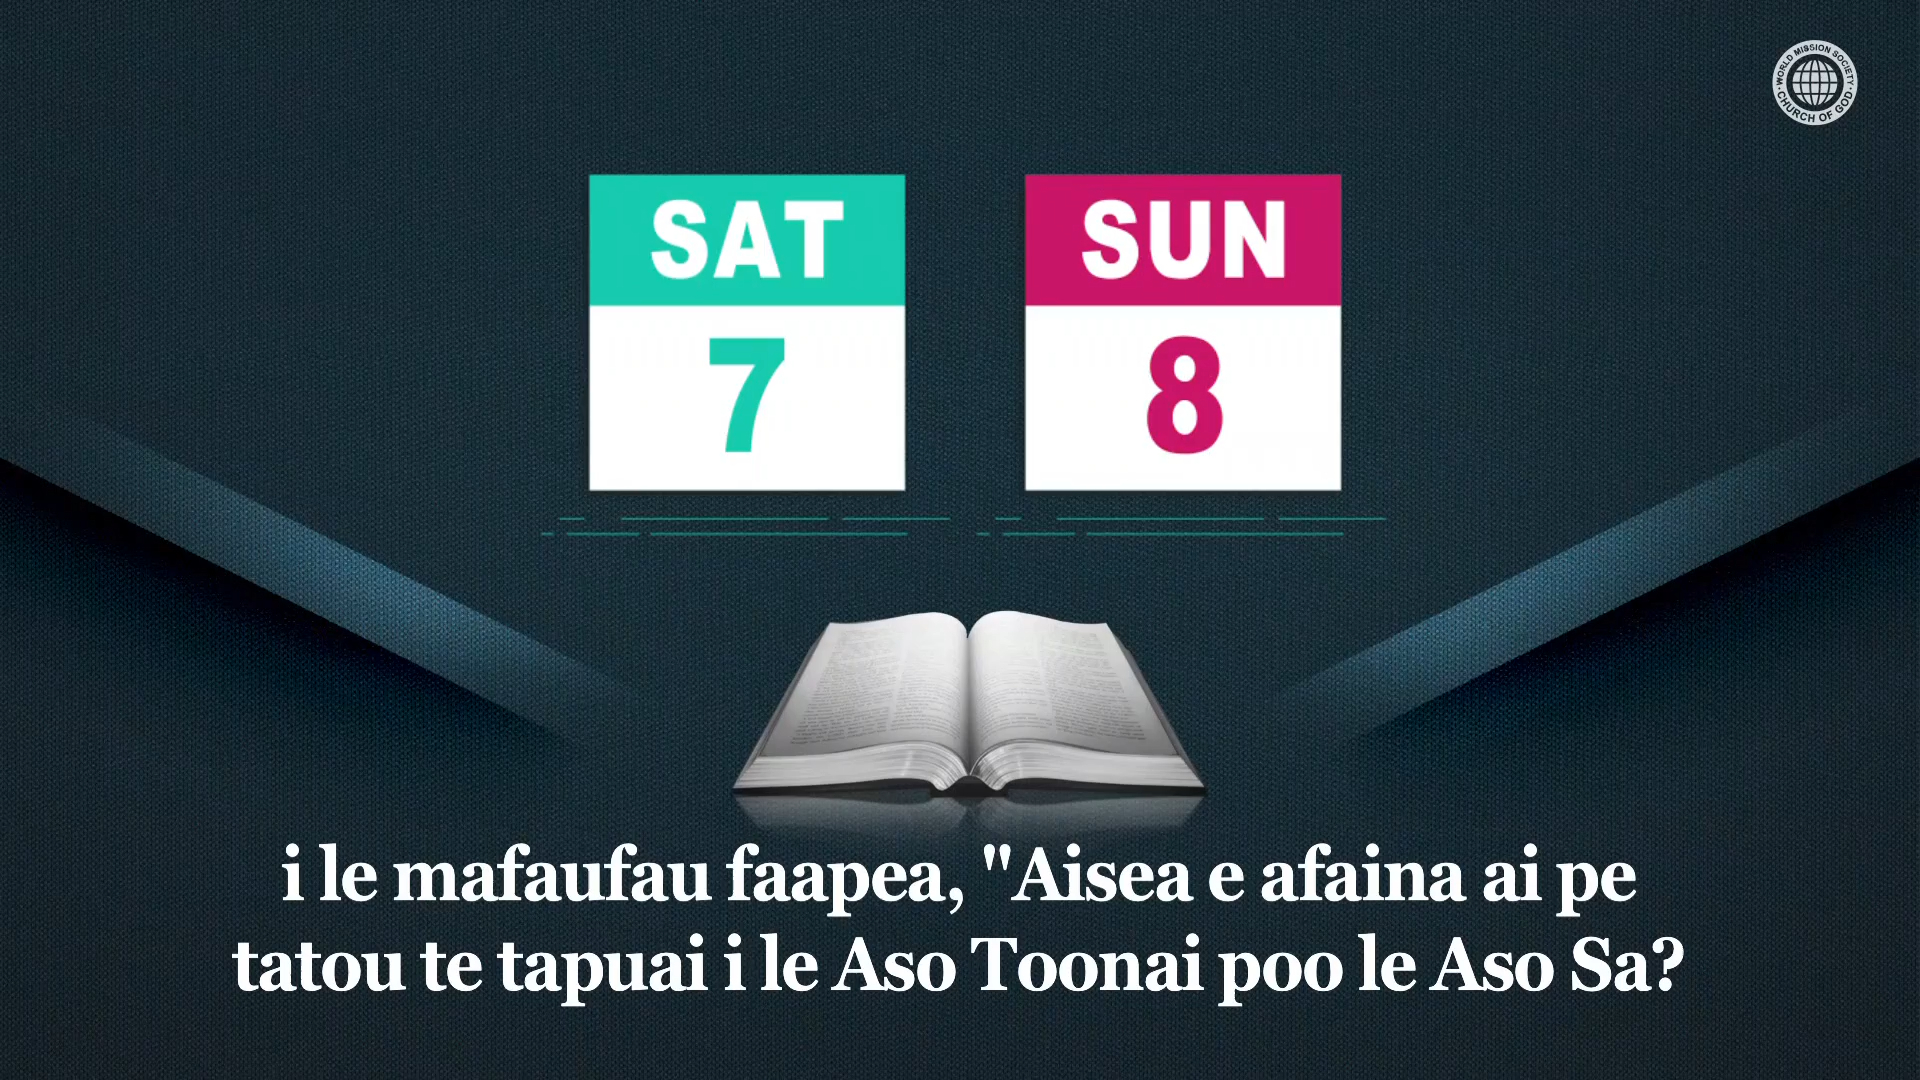 WORLD MISSION SOCIETY
CHURCH OF GOD
SAT
SUN
7
8
i le mafaufau faapea, "Aisea e afaina ai pe
tatou te tapuai i le Aso Toonai poo le Aso Sa?